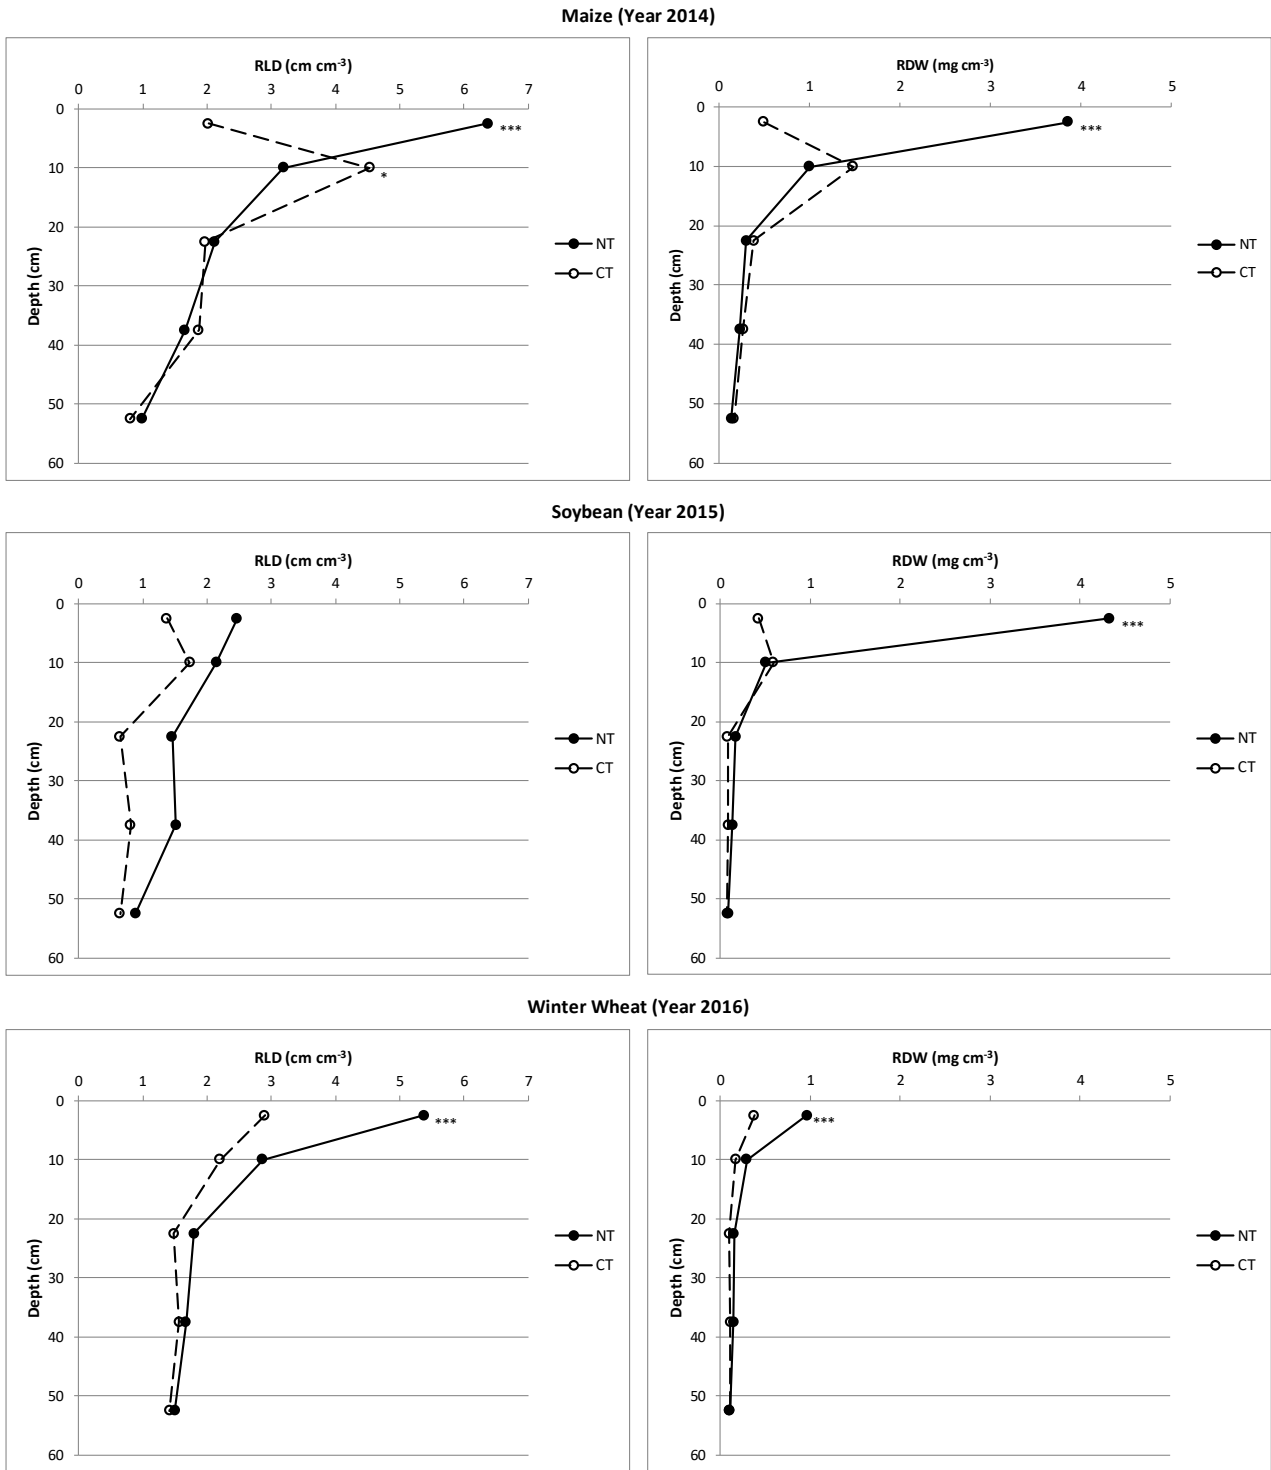 Maize (Year 2014)
RLD (cm cm-3)
0 1 2 3 4 5 6 7
0
10
20
30
40
50
60
Depth (cm)
***
*
NT
CT
RDW (mg cm-3)
0 1 2 3 4 5
0
10
20
30
40
50
60
Depth (cm)
***
NT
CT
Soybean (Year 2015)
RLD (cm cm-3)
0 1 2 3 4 5 6 7
0
10
20
30
40
50
60
Depth (cm)
NT
CT
RDW (mg cm-3)
0 1 2 3 4 5
0
10
20
30
40
50
60
Depth (cm)
***
NT
CT
Winter Wheat (Year 2016)
RLD (cm cm-3)
0 1 2 3 4 5 6 7
0
10
20
30
40
50
60
Depth (cm)
***
NT
CT
RDW (mg cm-3)
0 1 2 3 4 5
0
10
20
30
40
50
60
Depth (cm)
***
NT
CT